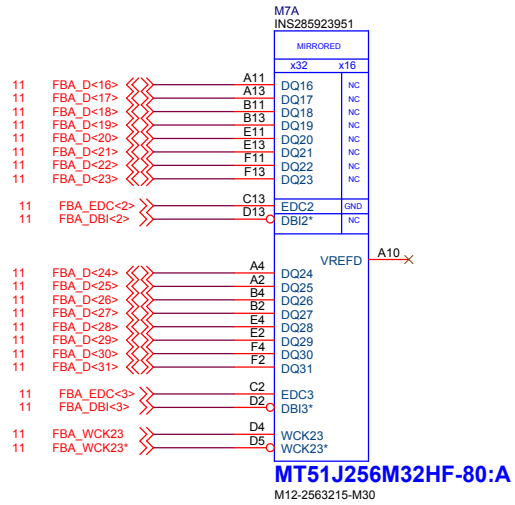 M7A
INS285923951
MIRRORED
x32 x16
11 FBA_D<16> A11 DQ16 NC
11 FBA_D<17> A13 DQ17 NC
11 FBA_D<18> B11 DQ18 NC
11 FBA_D<19> B13 DQ19 NC
11 FBA_D<20> E11 DQ20 NC
11 FBA_D<21> E13 DQ21 NC
11 FBA_D<22> F11 DQ22 NC
11 FBA_D<23> F13 DQ23 NC
11 FBA_EDC<2> C13 EDC2 GND
11 FBA_DBI<2> D13 DBI2* NC
VREFD A10
11 FBA_D<24> A4 DQ24
11 FBA_D<25> A2 DQ25
11 FBA_D<26> B4 DQ26
11 FBA_D<27> B2 DQ27
11 FBA_D<28> E4 DQ28
11 FBA_D<29> E2 DQ29
11 FBA_D<30> F4 DQ30
11 FBA_D<31> F2 DQ31
11 FBA_EDC<3> C2 EDC3
11 FBA_DBI<3> D2 DBI3*
11 FBA_WCK23 D4 WCK23
11 FBA_WCK23* D5 WCK23*
MT51J256M32HF-80:A
M12-2563215-M30